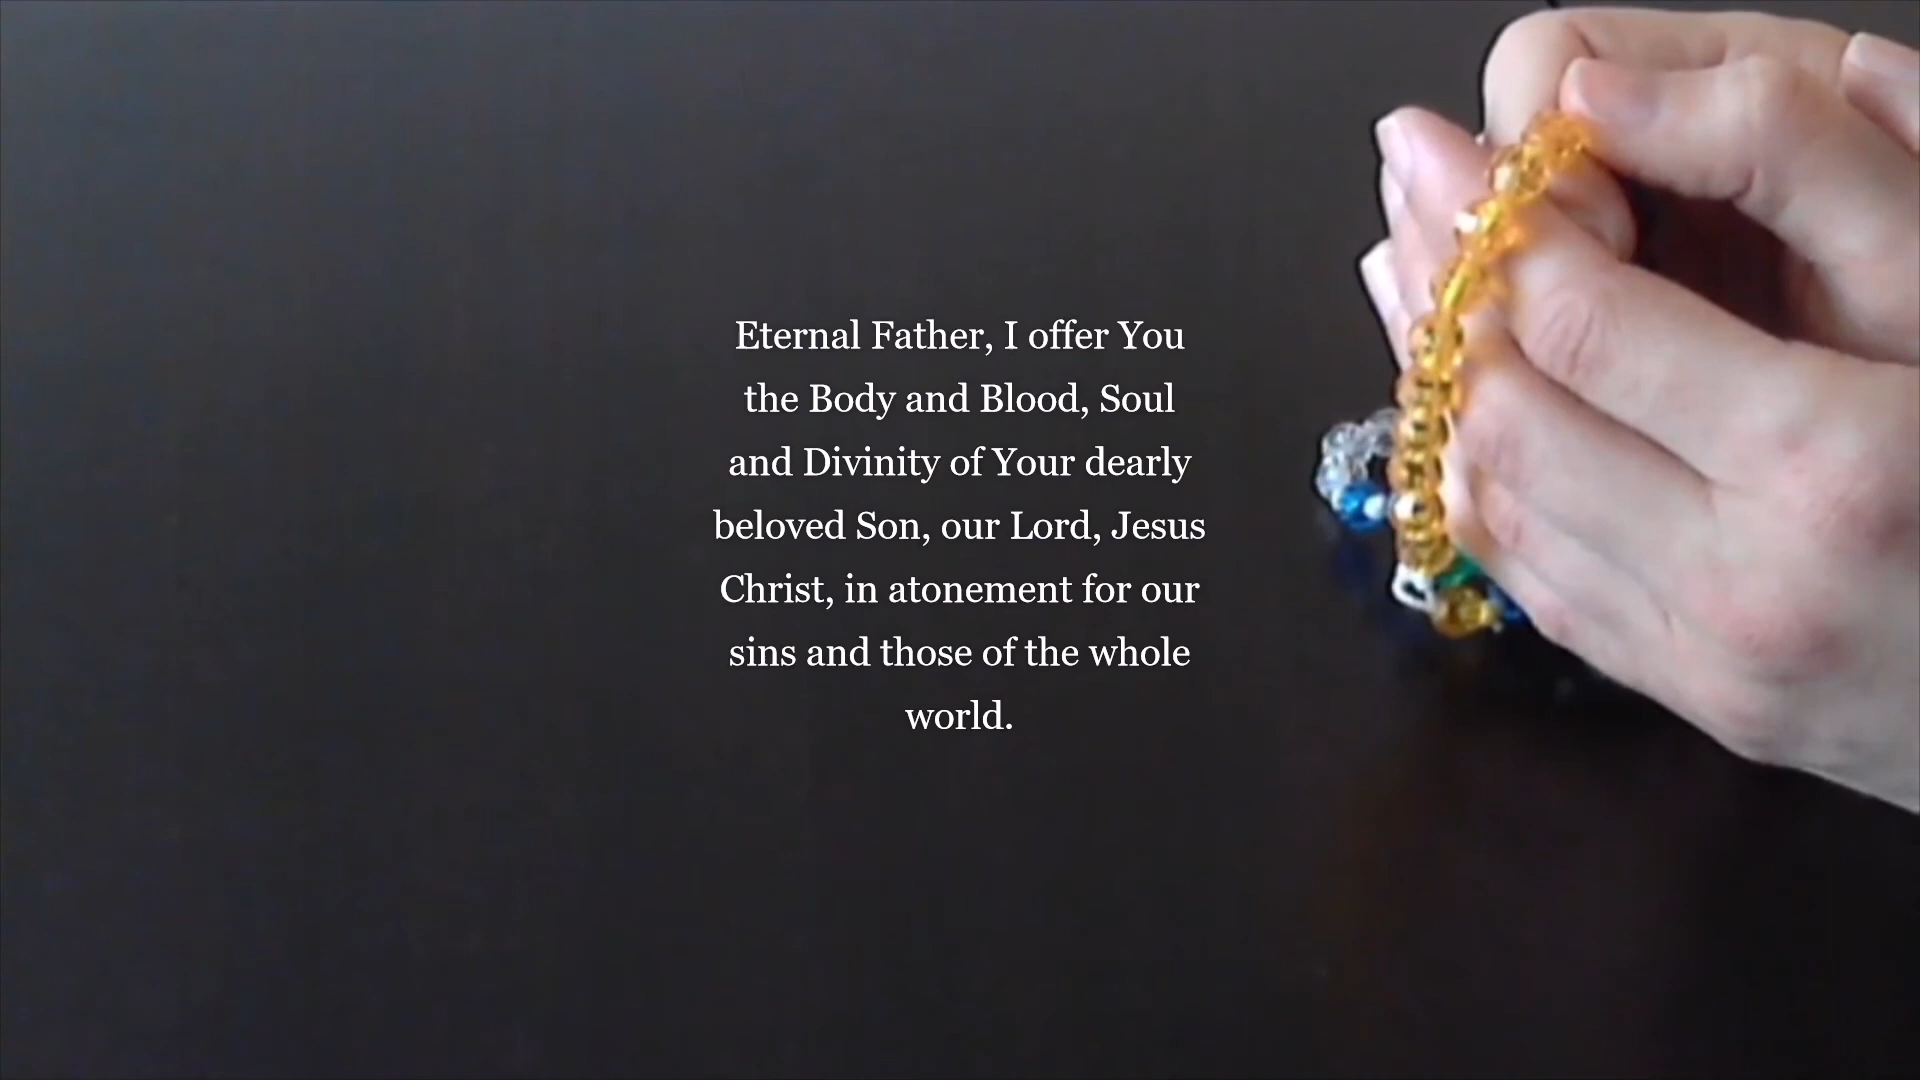 Eternal Father, I offer You
the Body and Blood, Soul
and Divinity of Your dearly
beloved Son, our Lord, Jesus
Christ, in atonement for our
sins and those of the whole
world.